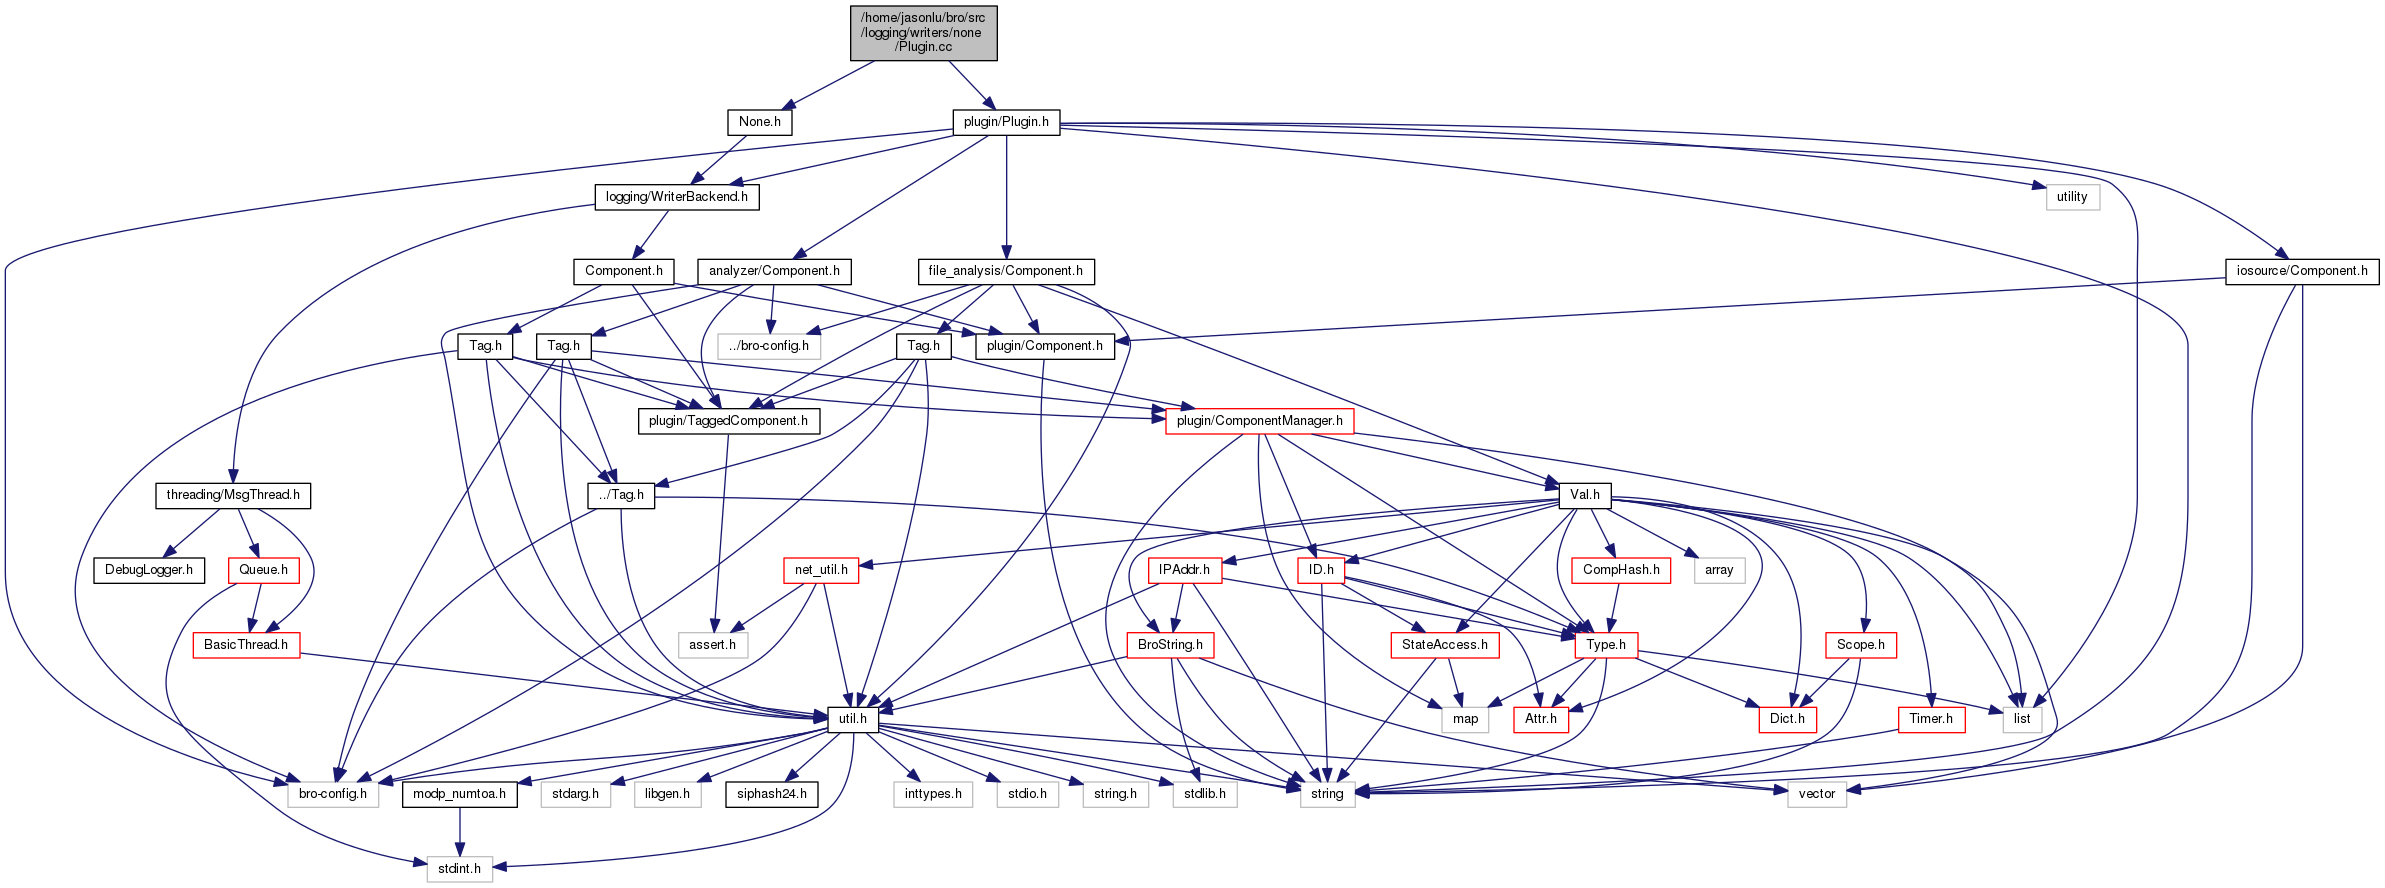 /home/jasonlu/bro/src
/logging/writers/none
/Plugin.cc
None.h
plugin/Plugin.h
logging/WriterBackend.h
utility
Component.h
analyzer/Component.h
file_analysis/Component.h
iosource/Component.h
Tag.h
Tag.h
../bro-config.h
Tag.h
plugin/Component.h
plugin/TaggedComponent.h
plugin/ComponentManager.h
threading/MsgThread.h
../Tag.h
Val.h
DebugLogger.h
Queue.h
net_util.h
IPAddr.h
ID.h
CompHash.h
array
BasicThread.h
assert.h
BroString.h
StateAccess.h
Type.h
Scope.h
util.h
map
Attr.h
Dict.h
Timer.h
list
bro-config.h
modp_numtoa.h
stdarg.h
libgen.h
siphash24.h
inttypes.h
stdio.h
string.h
stdlib.h
string
vector
stdint.h